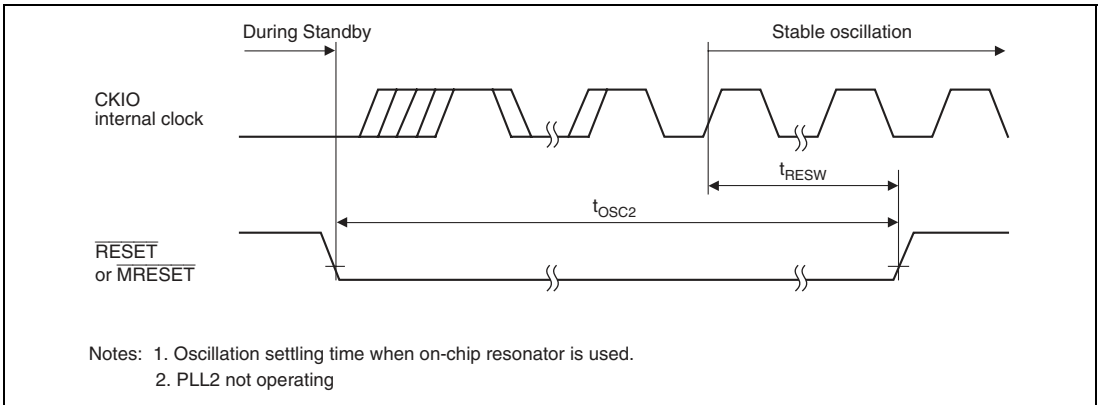 During Standby
Stable oscillation
CKIO
internal clock
tRESW
tOSC2
RESET
or MRESET
Notes: 1. Oscillation settling time when on-chip resonator is used.
2. PLL2 not operating